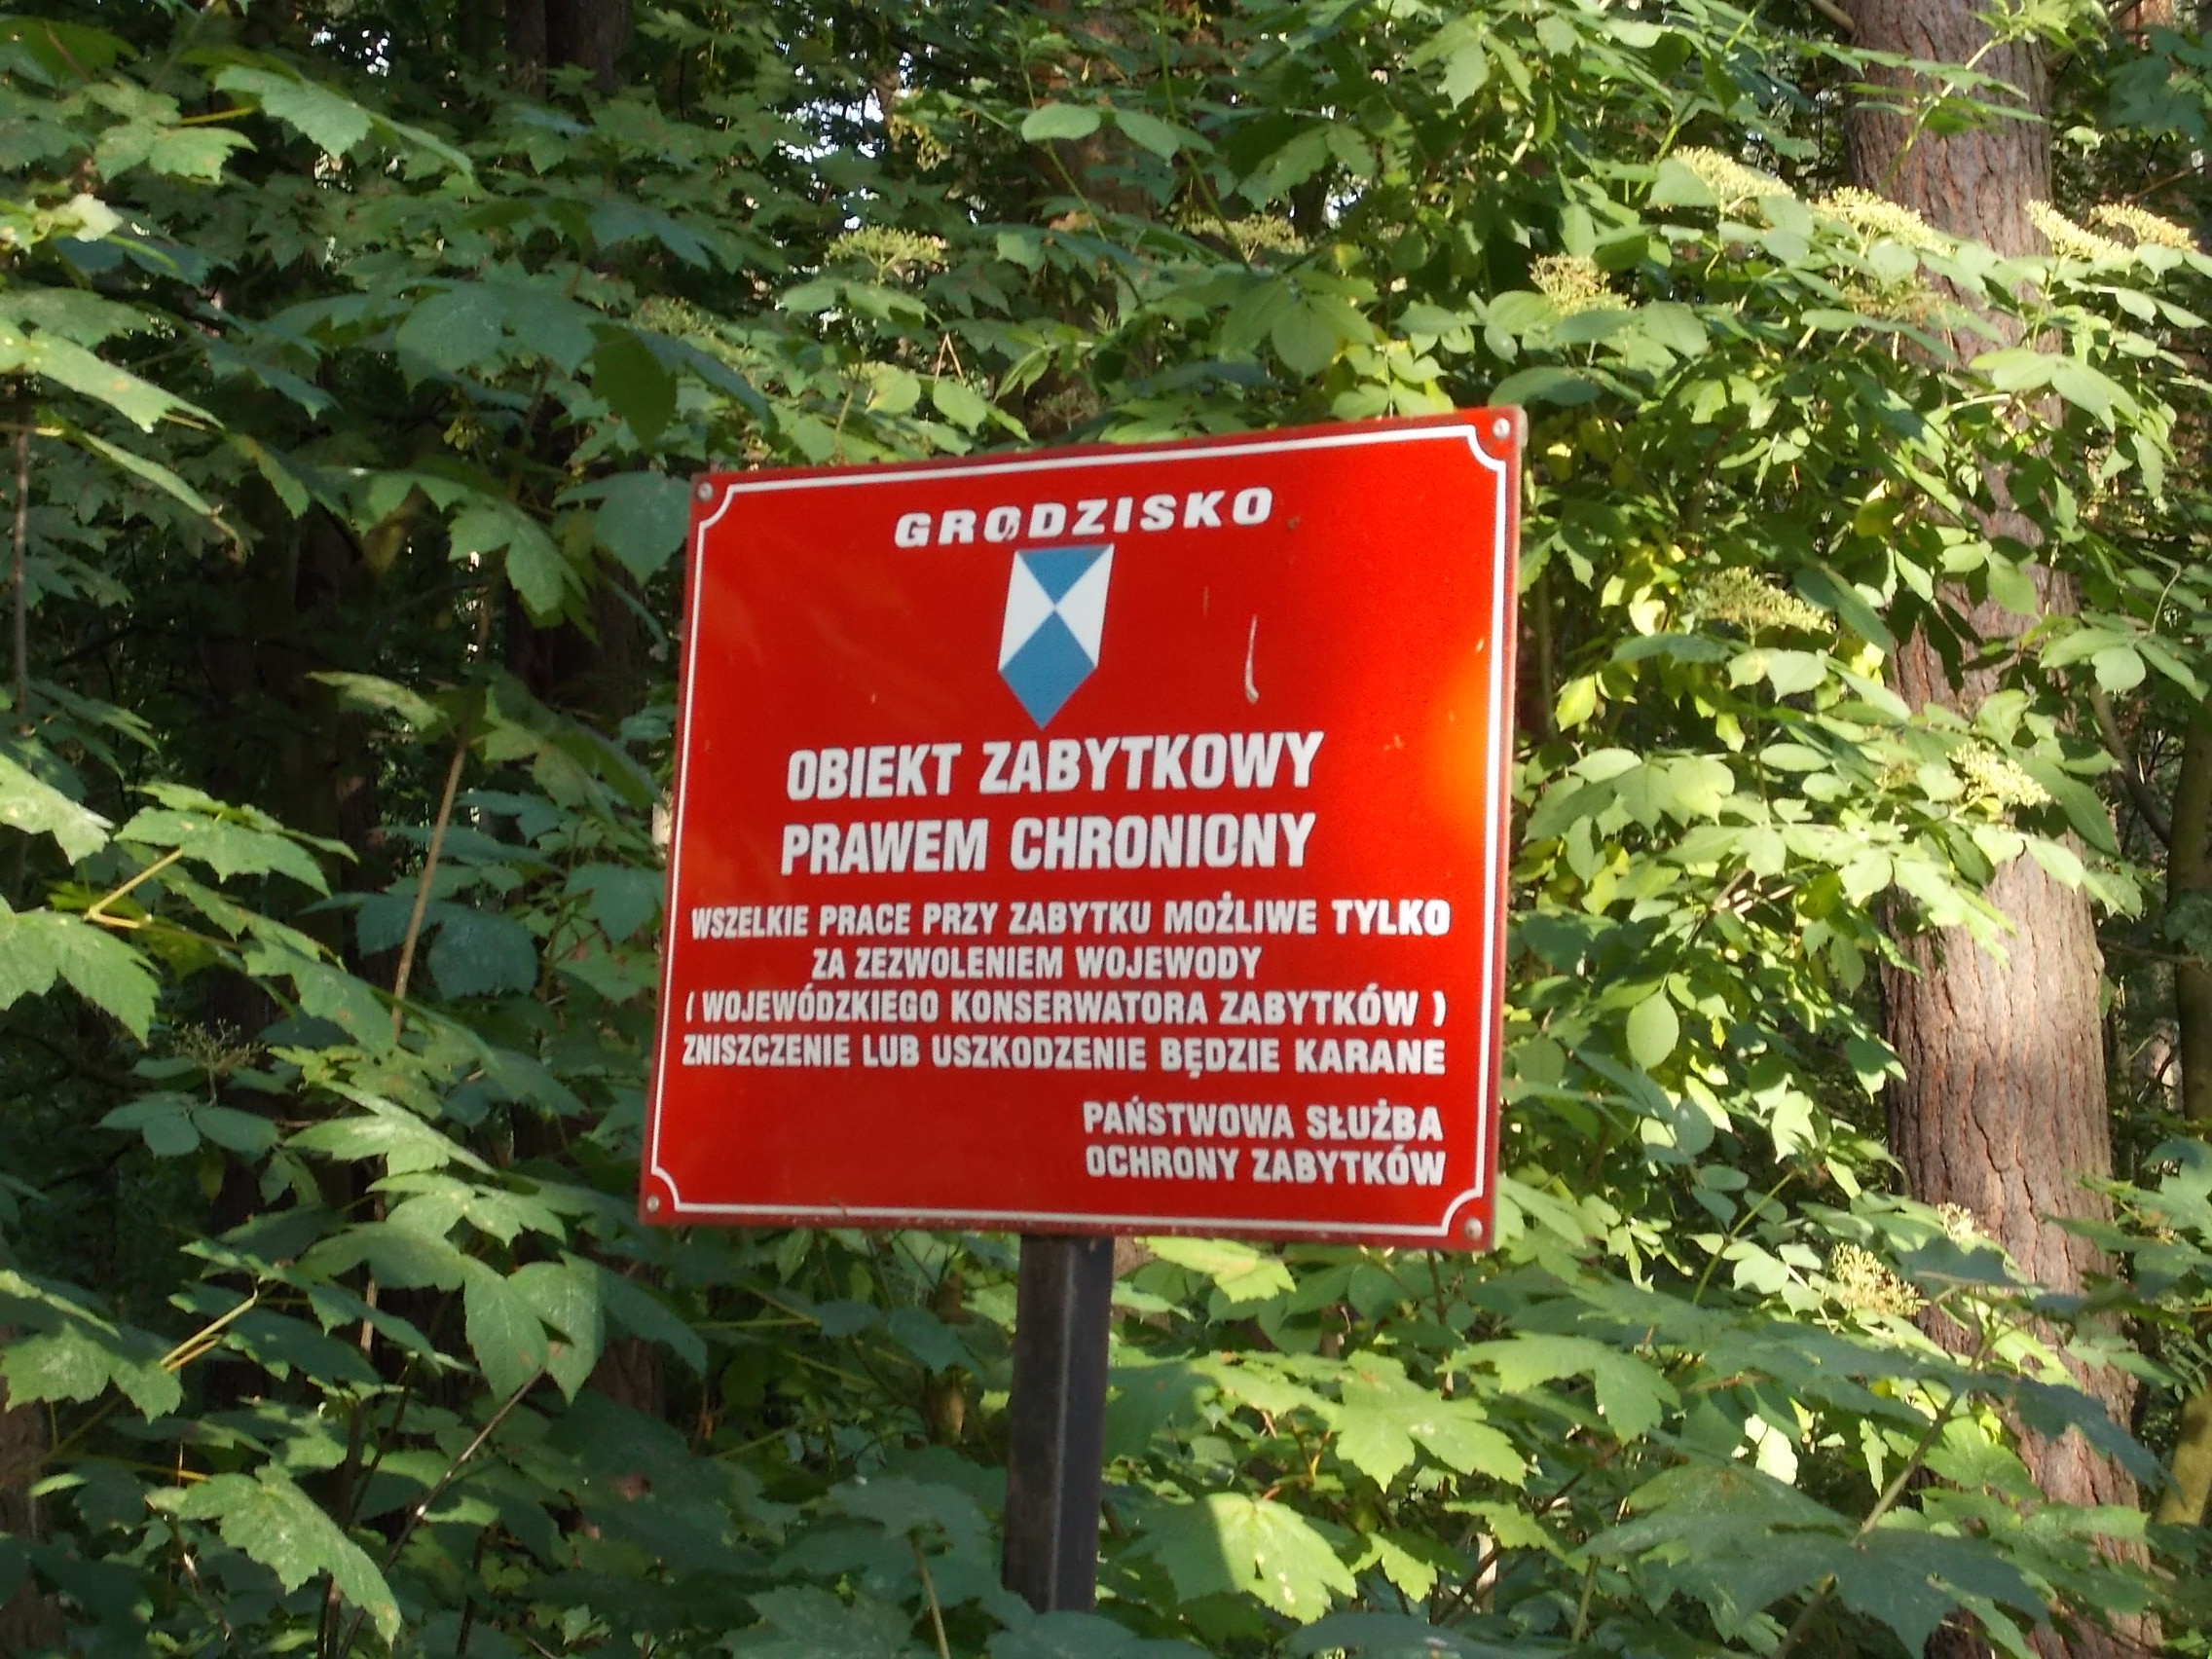 GRODZISKO
OBIEKT ZABYTKOWY
PRAWEM CHRONIONY
WSZELKIE PRACE PRZY ZABYTKU MOŻLIWE TYLKO
ZA ZEZWOLENIEM WOJEWODY
( WOJEWÓDZKIEGO KONSERWATORA ZABYTKÓW )
ZNISZCZENIE LUB USZKODZENIE BĘDZIE KARANE
PAŃSTWOWA SŁUŻBA
OCHRONY ZABYTKÓW